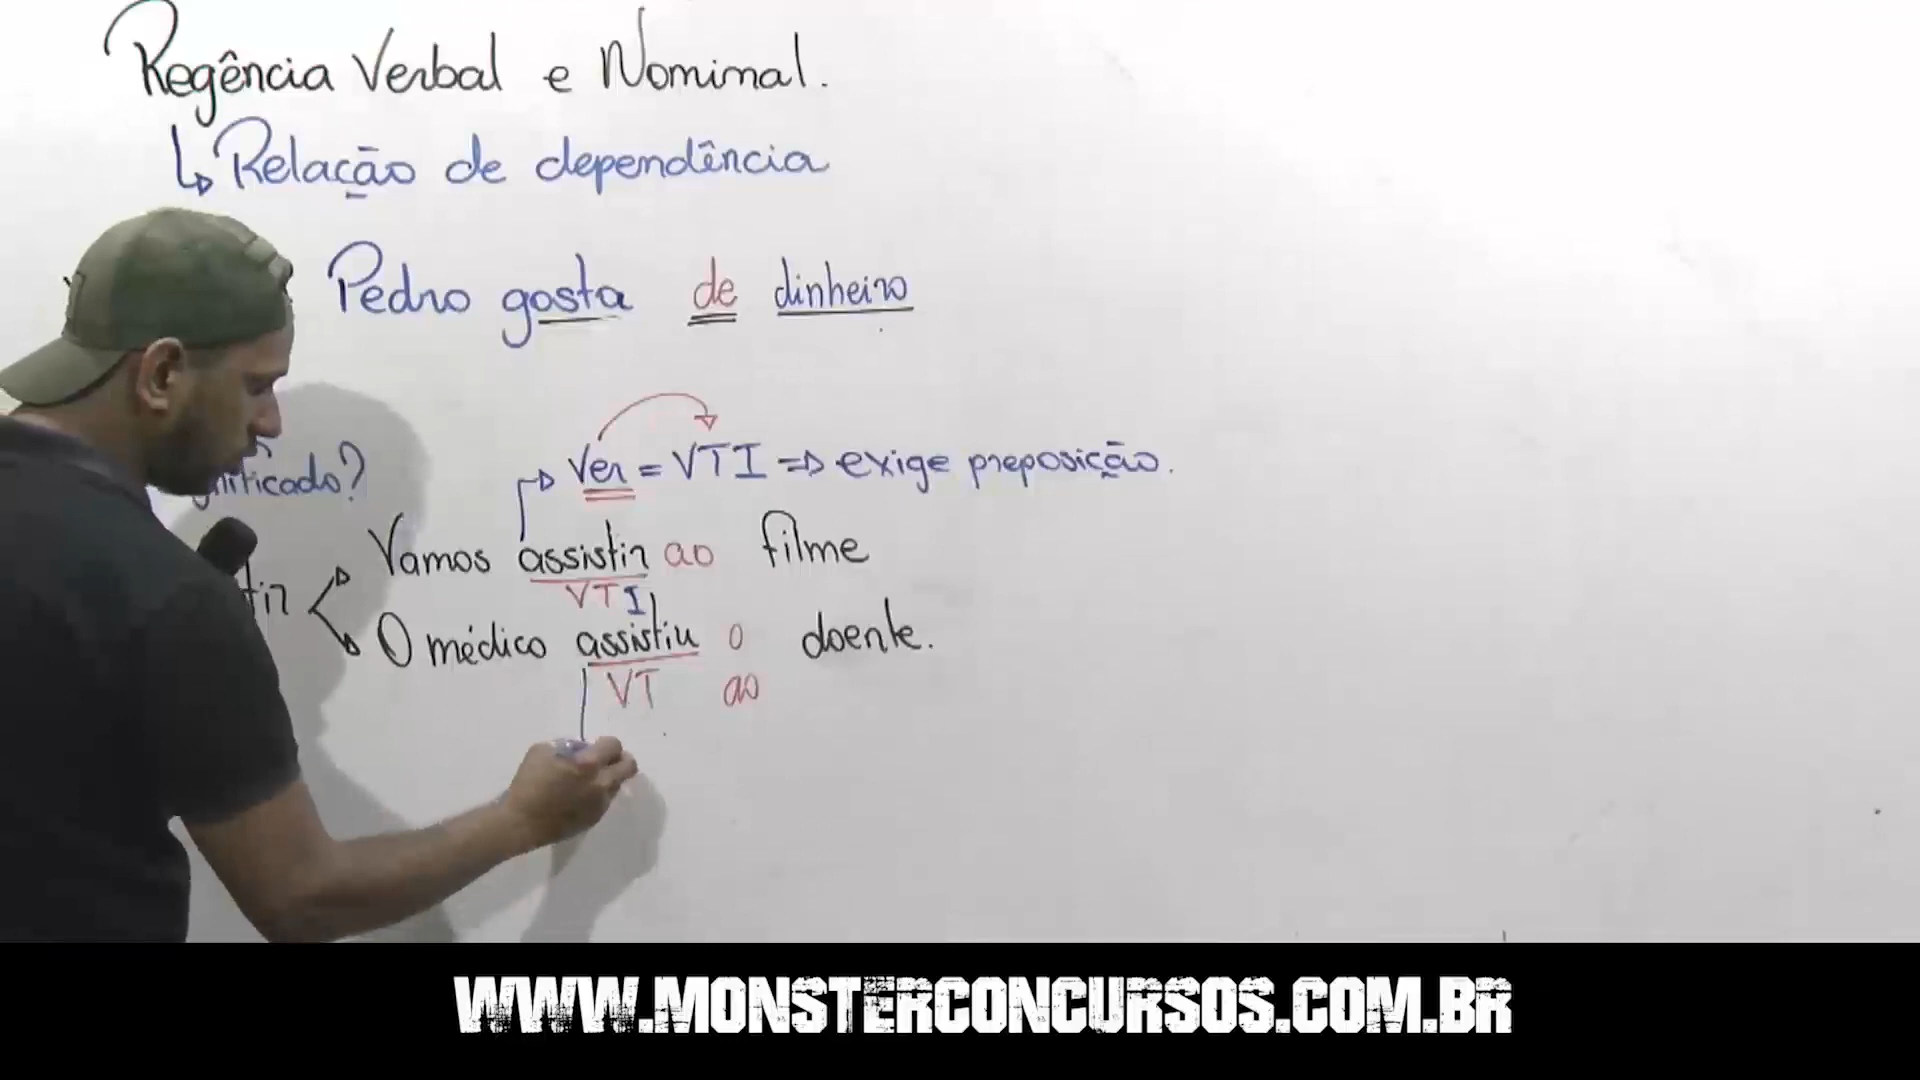 Regência Verbal e Nominal.
↳ Relação de dependência
Pedro gosta de dinheiro
Ver = VTI => exige preposição.
Vamos assistir ao filme
VTI
O médico assistiu o doente.
VT ao
WWW.MONSTERCONCURSOS.COM.BR